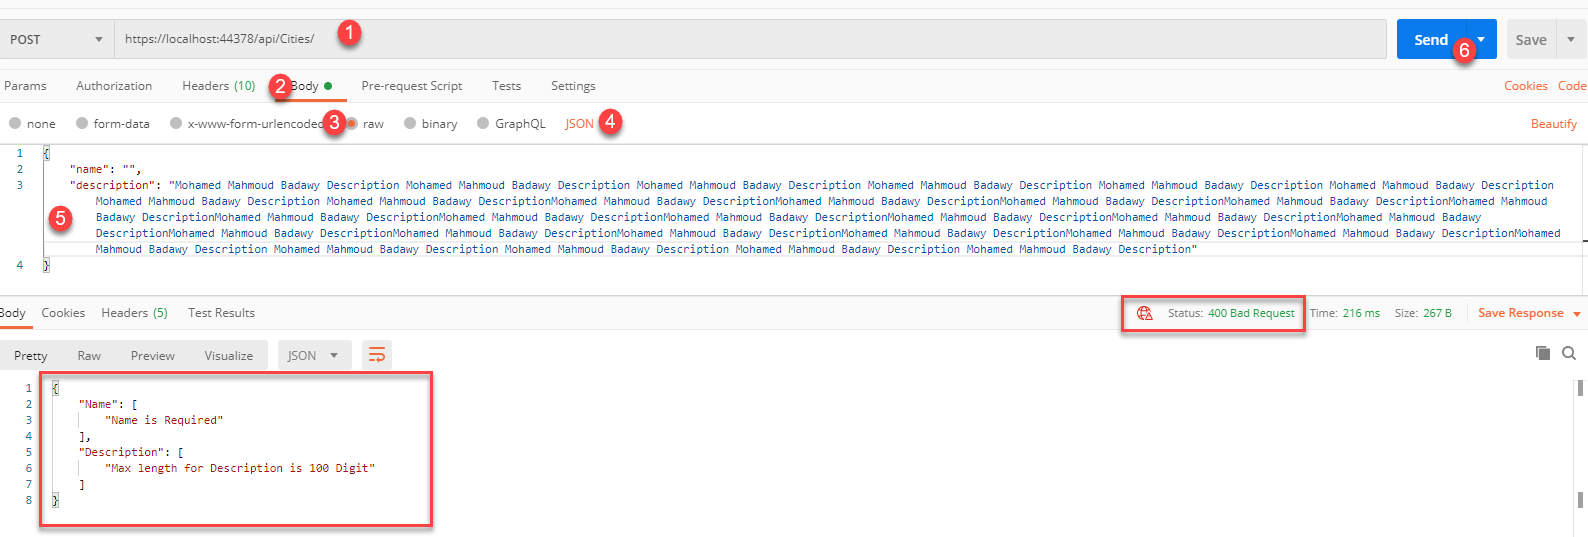 POST https://localhost:44378/api/Cities/ 1 Send 6 Save
Params Authorization Headers (10) 2 Body Pre-request Script Tests Settings Cookies Code
none form-data x-www-form-urlencoded 3 raw binary GraphQL JSON 4 Beautify
1 {
2 "name": "",
3 "description": "Mohamed Mahmoud Badawy Description Mohamed Mahmoud Badawy Description Mohamed Mahmoud Badawy Description Mohamed Mahmoud Badawy Description Mohamed Mahmoud Badawy Description Mohamed Mahmoud Badawy Description
Mohamed Mahmoud Badawy Description Mohamed Mahmoud Badawy DescriptionMohamed Mahmoud Badawy DescriptionMohamed Mahmoud Badawy DescriptionMohamed Mahmoud Badawy DescriptionMohamed Mahmoud
5 Badawy DescriptionMohamed Mahmoud Badawy DescriptionMohamed Mahmoud Badawy DescriptionMohamed Mahmoud Badawy DescriptionMohamed Mahmoud Badawy DescriptionMohamed Mahmoud Badawy
DescriptionMohamed Mahmoud Badawy DescriptionMohamed Mahmoud Badawy DescriptionMohamed Mahmoud Badawy DescriptionMohamed Mahmoud Badawy DescriptionMohamed Mahmoud Badawy DescriptionMohamed
Mahmoud Badawy Description Mohamed Mahmoud Badawy Description Mohamed Mahmoud Badawy Description Mohamed Mahmoud Badawy Description Mohamed Mahmoud Badawy Description"
4 }
Body Cookies Headers (5) Test Results Status: 400 Bad Request Time: 216 ms Size: 267 B Save Response
Pretty Raw Preview Visualize JSON
1 {
2 "Name": [
3 "Name is Required"
4 ],
5 "Description": [
6 "Max length for Description is 100 Digit"
7 ]
8 }